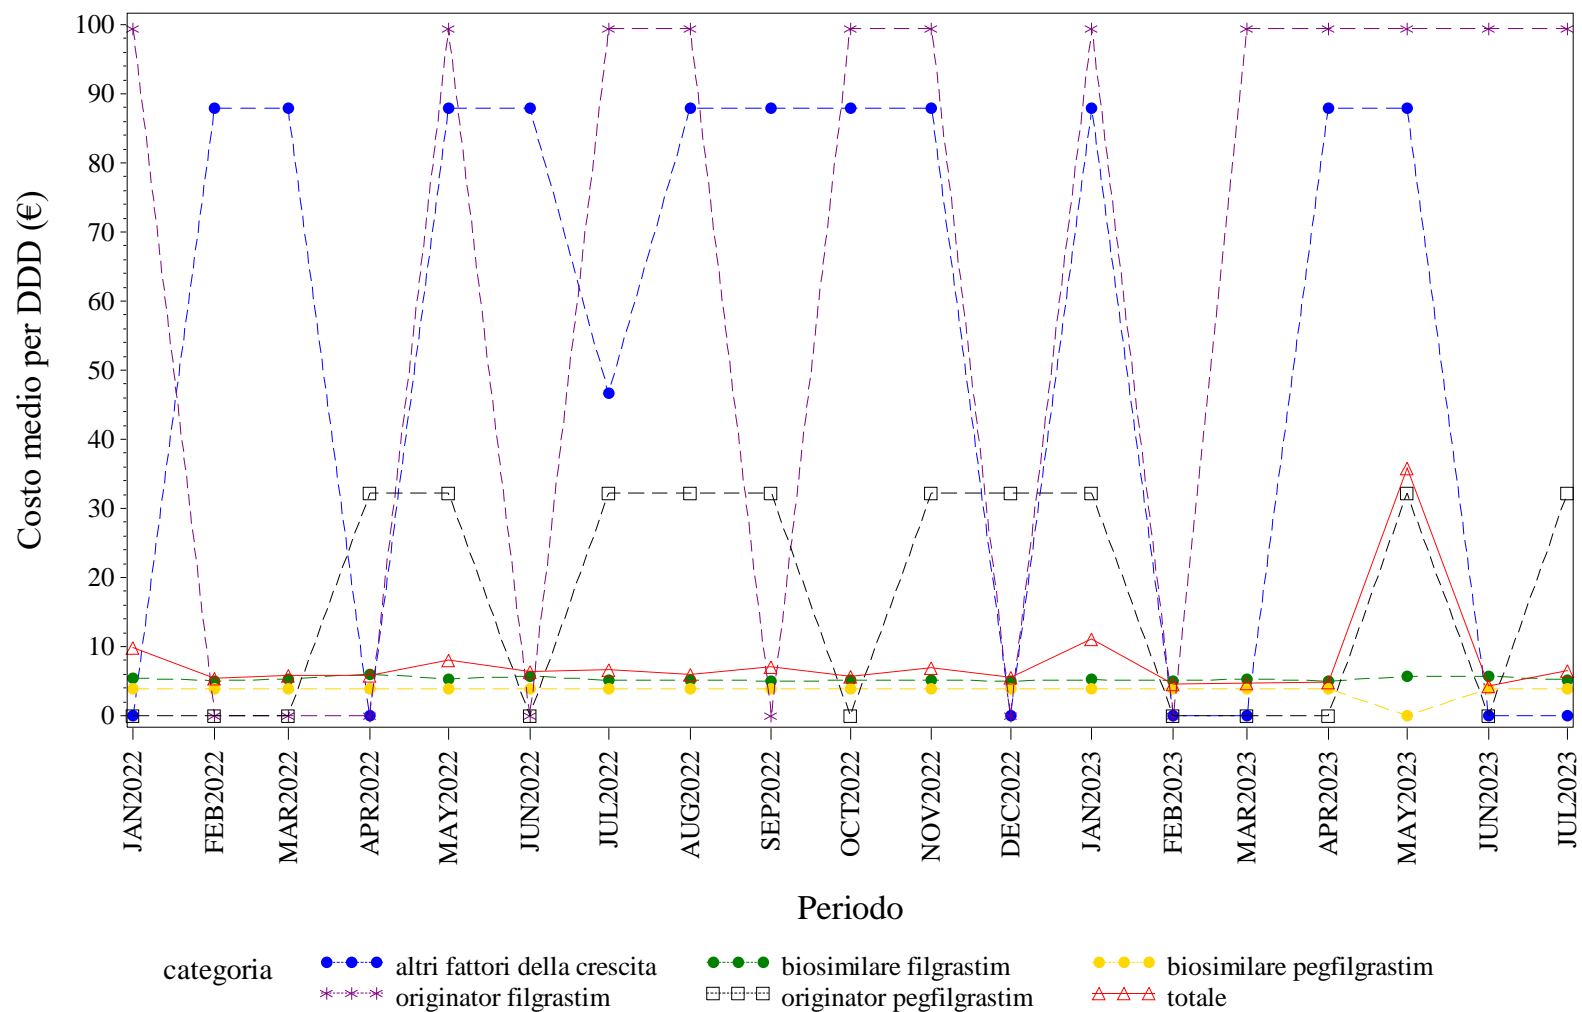 Costo medio per DDD (€)
100
90
80
70
60
50
40
30
20
10
0
JAN2022
FEB2022
MAR2022
APR2022
MAY2022
JUN2022
JUL2022
AUG2022
SEP2022
OCT2022
NOV2022
DEC2022
JAN2023
FEB2023
MAR2023
APR2023
MAY2023
JUN2023
JUL2023
Periodo
categoria
altri fattori della crescita
biosimilare filgrastim
biosimilare pegfilgrastim
originator filgrastim
originator pegfilgrastim
totale